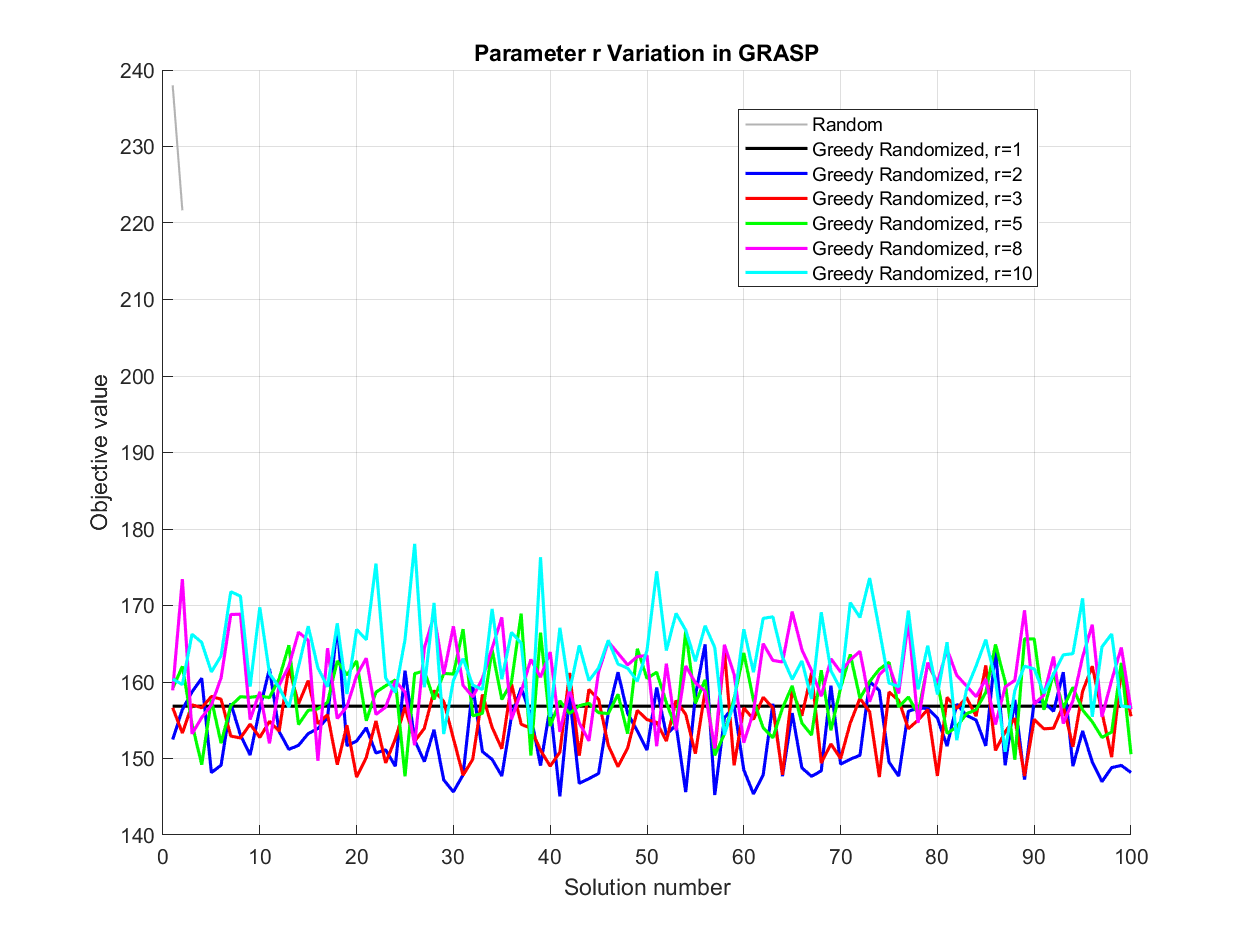 Parameter r Variation in GRASP
240
230
220
210
200
190
180
170
160
150
140
Objective value
Random
Greedy Randomized, r=1
Greedy Randomized, r=2
Greedy Randomized, r=3
Greedy Randomized, r=5
Greedy Randomized, r=8
Greedy Randomized, r=10
0 10 20 30 40 50 60 70 80 90 100
Solution number